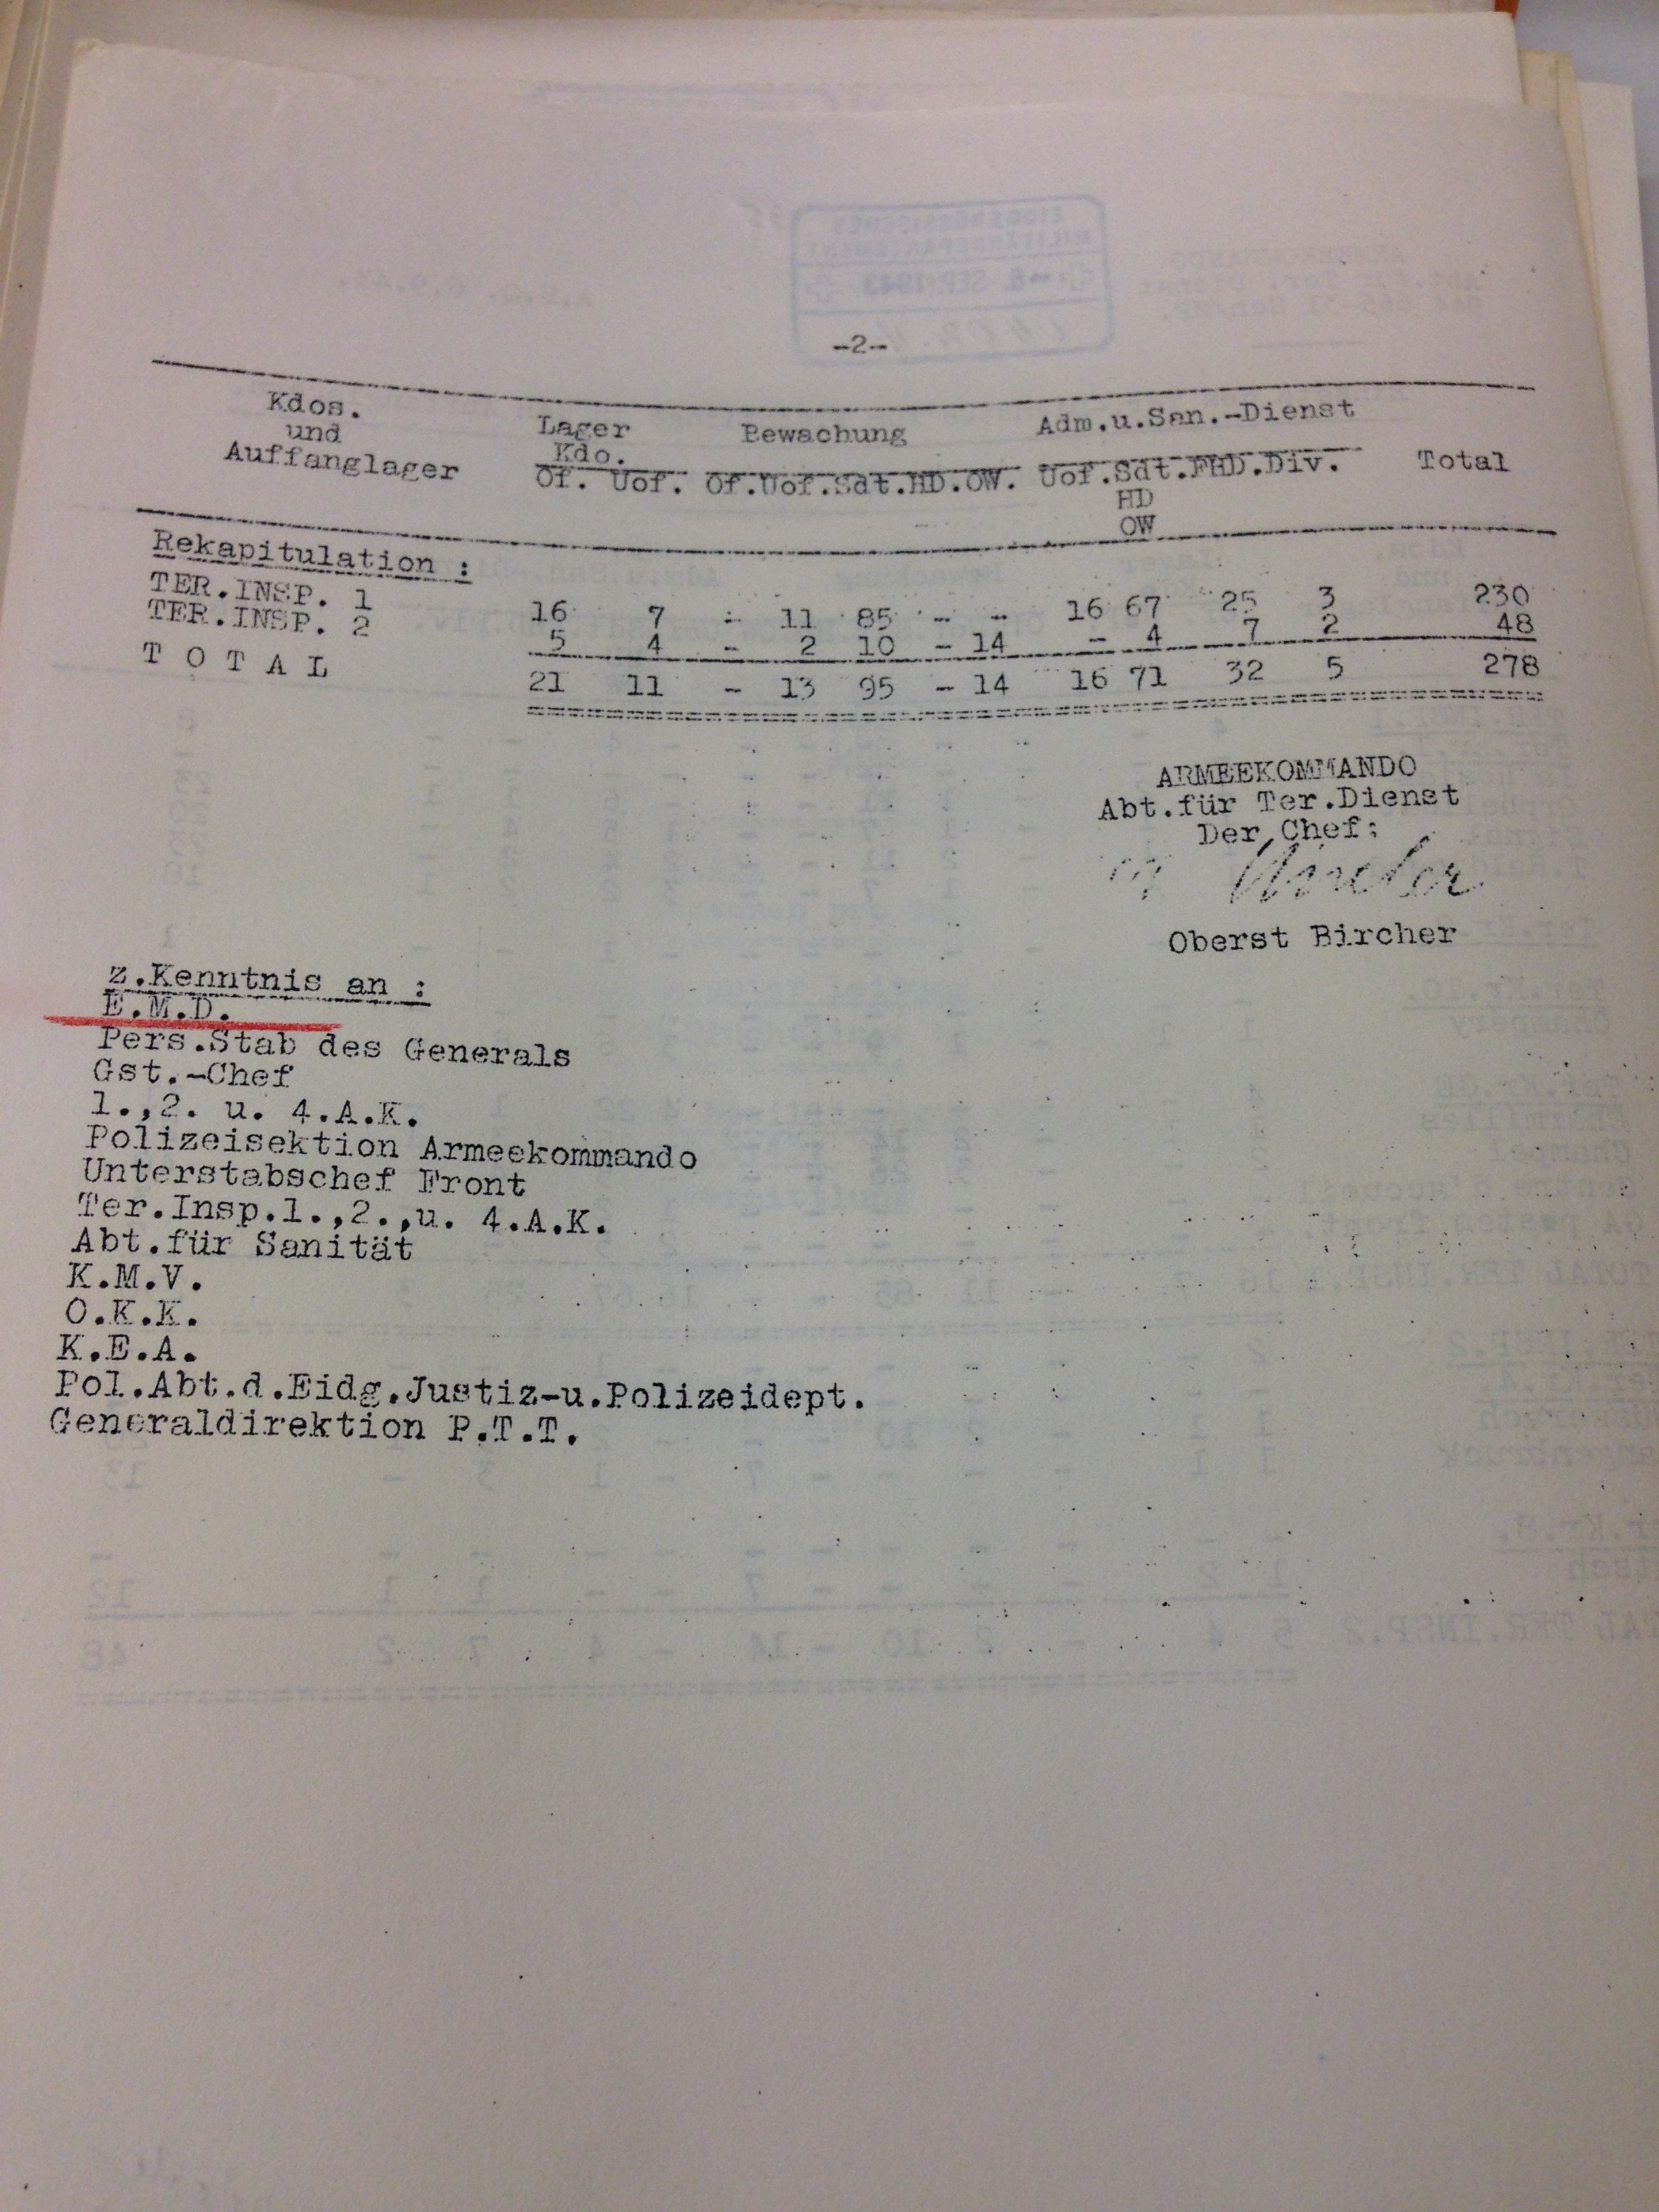 -2-
Kdos.
und
Auffanglager
Lager
Kdo.
Bewachung
Adm.u.San.-Dienst
Total
Of. Uof. Of.Uof.Sdt.HD.OW. Uof.Sdt.FHD.Div.
HD
OW
Rekapitulation :
TER.INSP. 1 16 7 - 11 85 - - 16 67 25 3 230
TER.INSP. 2 5 4 - 2 10 - 14 - 4 7 2 48
T O T A L 21 11 - 13 95 - 14 16 71 32 5 278
ARMEEKOMMANDO
Abt.für Ter.Dienst
Der Chef:
Oberst Bircher
z.Kenntnis an :
E.M.D.
Pers.Stab des Generals
Gst.-Chef
1.,2. u. 4.A.K.
Polizeisektion Armeekommando
Unterstabschef Front
Ter.Insp.1.,2.,u. 4.A.K.
Abt.für Sanität
K.M.V.
O.K.K.
K.E.A.
Pol.Abt.d.Eidg.Justiz-u.Polizeidept.
Generaldirektion P.T.T.